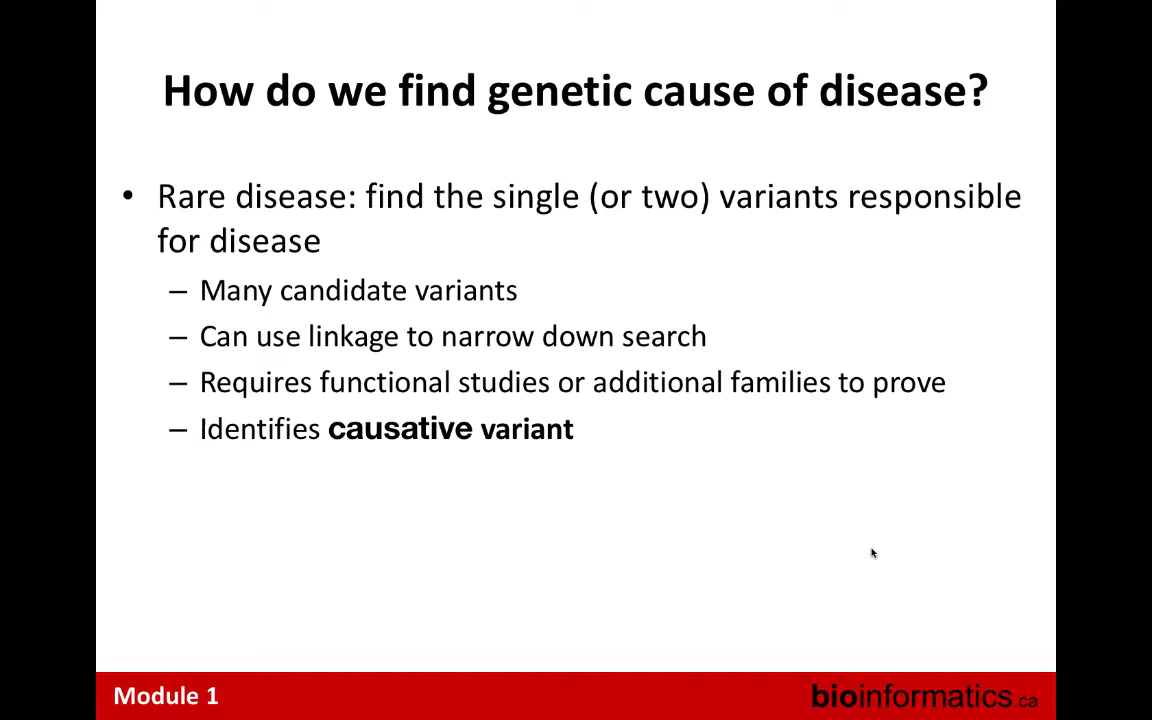 How do we find genetic cause of disease?
• Rare disease: find the single (or two) variants responsible
for disease
– Many candidate variants
– Can use linkage to narrow down search
– Requires functional studies or additional families to prove
– Identifies causative variant
Module 1
bioinformatics.ca